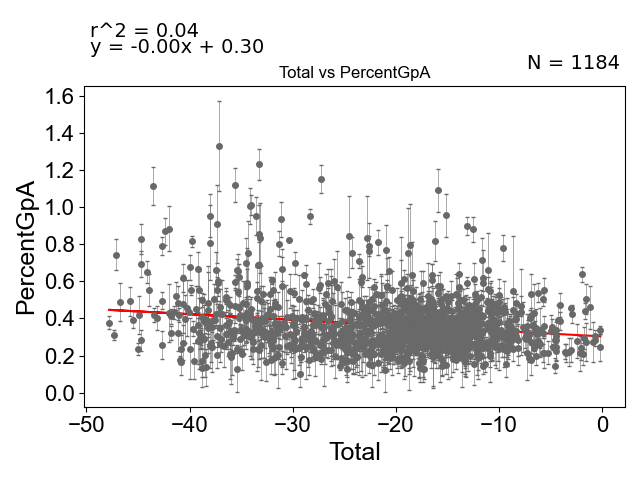 r^2 = 0.04
y = -0.00x + 0.30
N = 1184
Total vs PercentGpA
PercentGpA
1.6
1.4
1.2
1.0
0.8
0.6
0.4
0.2
0.0
−50 −40 −30 −20 −10 0
Total